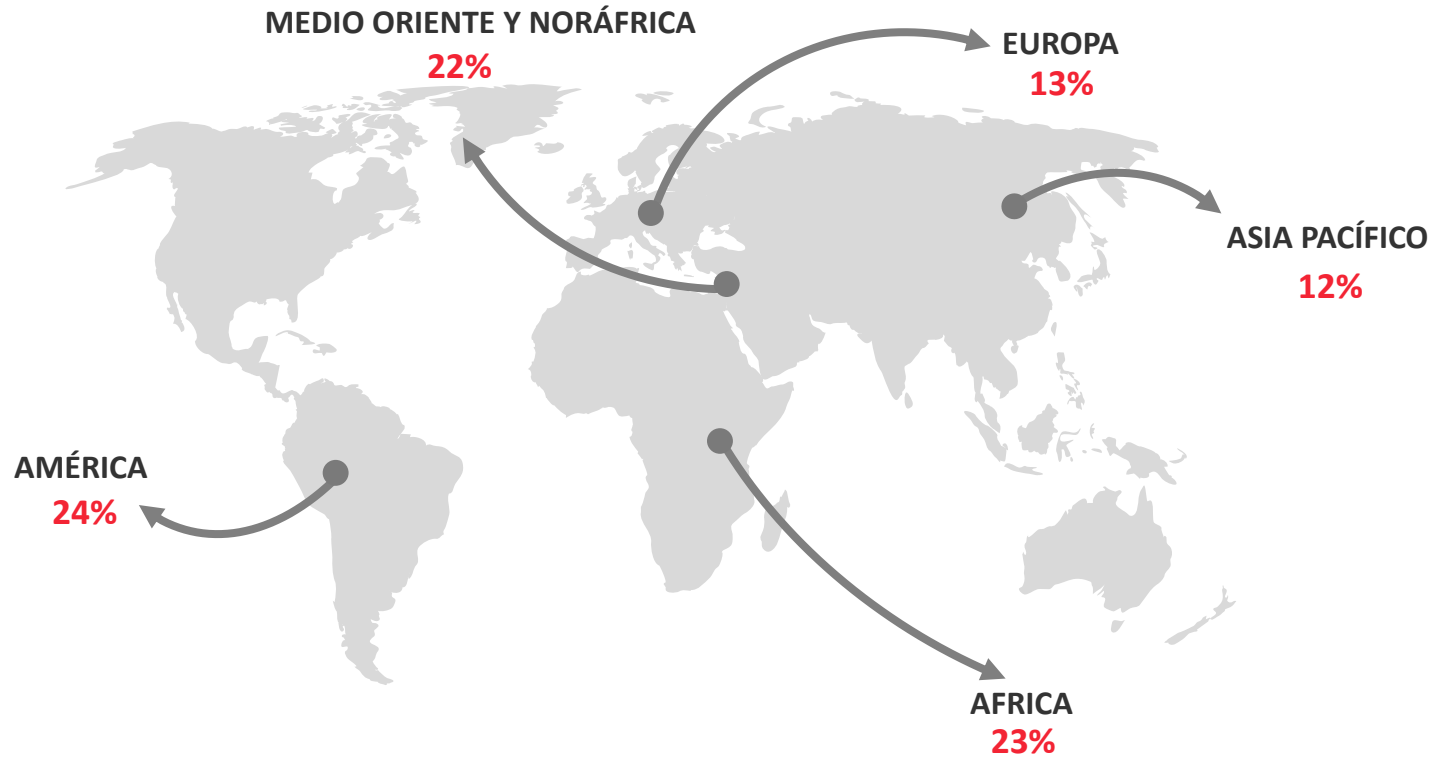 MEDIO ORIENTE Y NORÁFRICA
22%
EUROPA
13%
ASIA PACÍFICO
12%
AMÉRICA
24%
AFRICA
23%